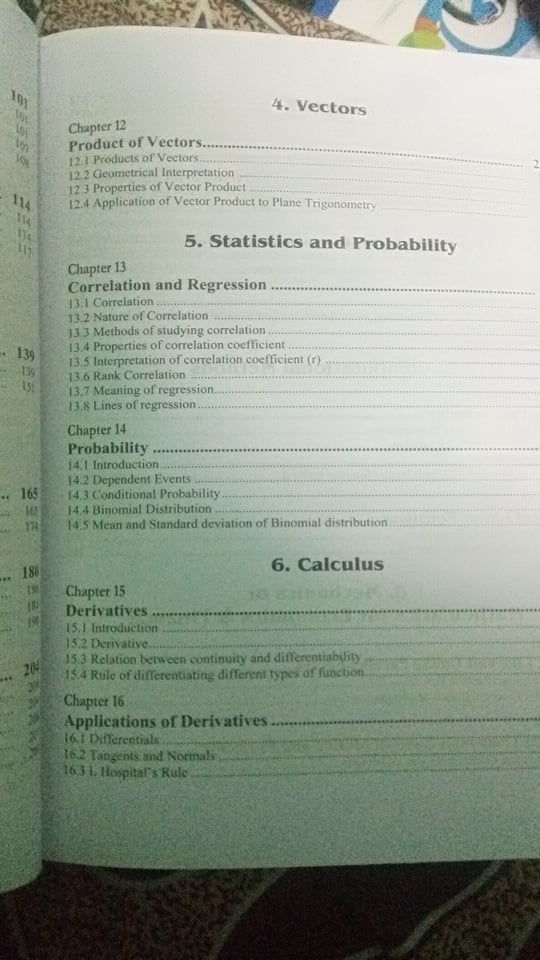 101
101
101
107
108
114
114
114
117
139
139
151
165
165
174
180
180
183
190
204
204
4. Vectors
Chapter 12
Product of Vectors
12.1 Products of Vectors
12.2 Geometrical Interpretation
12.3 Properties of Vector Product
12.4 Application of Vector Product to Plane Trigonometry
5. Statistics and Probability
Chapter 13
Correlation and Regression
13.1 Correlation
13.2 Nature of Correlation
13.3 Methods of studying correlation
13.4 Properties of correlation coefficient
13.5 Interpretation of correlation coefficient (r)
13.6 Rank Correlation
13.7 Meaning of regression
13.8 Lines of regression
Chapter 14
Probability
14.1 Introduction
14.2 Dependent Events
14.3 Conditional Probability
14.4 Binomial Distribution
14.5 Mean and Standard deviation of Binomial distribution
6. Calculus
Chapter 15
Derivatives
15.1 Introduction
15.2 Derivative
15.3 Relation between continuity and differentiability
15.4 Rule of differentiating different types of function
Chapter 16
Applications of Derivatives
16.1 Differentials
16.2 Tangents and Normals
16.3 L Hospital's Rule